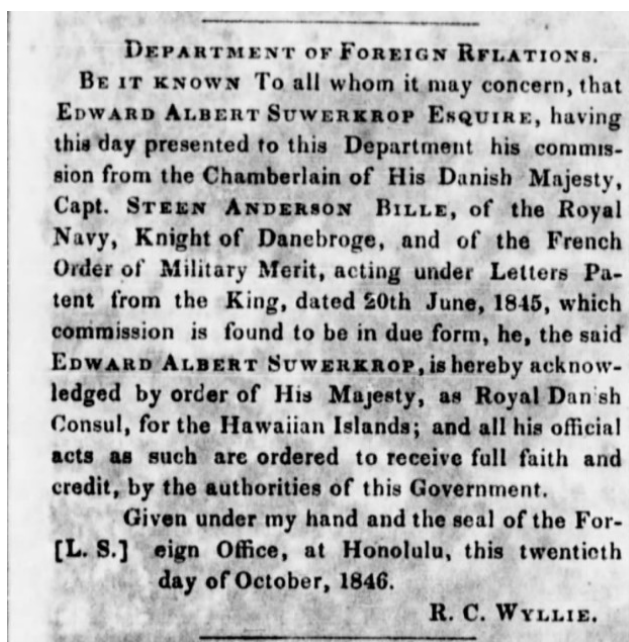 DEPARTMENT OF FOREIGN RFLATIONS.
BE IT KNOWN To all whom it may concern, that
EDWARD ALBERT SUWERKROP ESQUIRE, having
this day presented to this Department his commis-
sion from the Chamberlain of His Danish Majesty,
Capt. STEEN ANDERSON BILLE, of the Royal
Navy, Knight of Danebroge, and of the French
Order of Military Merit, acting under Letters Pa-
tent from the King, dated 20th June, 1845, which
commission is found to be in due form, he, the said
EDWARD ALBERT SUWERKROP, is hereby acknow-
ledged by order of His Majesty, as Royal Danish
Consul, for the Hawaiian Islands; and all his official
acts as such are ordered to receive full faith and
credit, by the authorities of this Government.
Given under my hand and the seal of the For-
[L. S.] eign Office, at Honolulu, this twentieth
day of October, 1846.
R. C. WYLLIE.